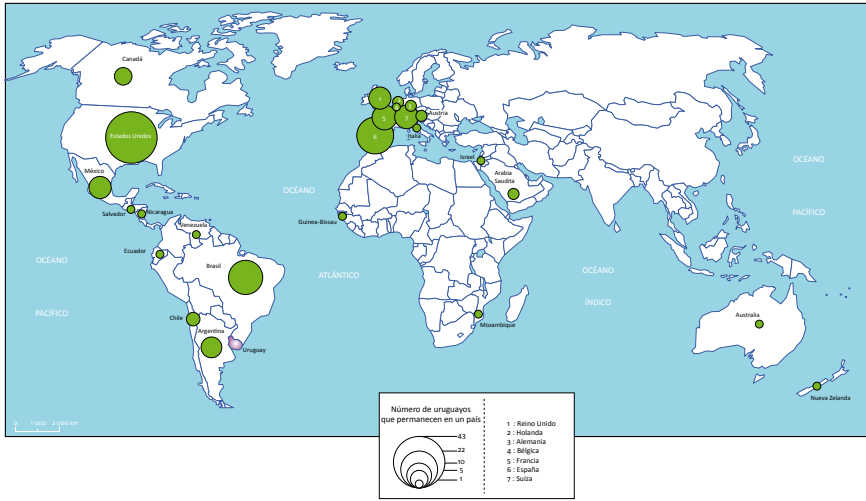 Canadá
Estados Unidos
México
Salvador
Nicaragua
Venezuela
Ecuador
Brasil
Chile
Argentina
Uruguay
1
5
7
6
Austria
Italia
Israel
Arabia
Saudita
Guinea-Bissau
Mozambique
Australia
Nueva Zelanda
OCÉANO
PACÍFICO
OCÉANO
ATLÁNTICO
OCÉANO
ÍNDICO
OCÉANO
PACÍFICO
0 1 000 2 000 km
Número de uruguayos
que permanecen en un país
43
22
10
5
1
1 : Reino Unido
2 : Holanda
3 : Alemania
4 : Bélgica
5 : Francia
6 : España
7 : Suiza